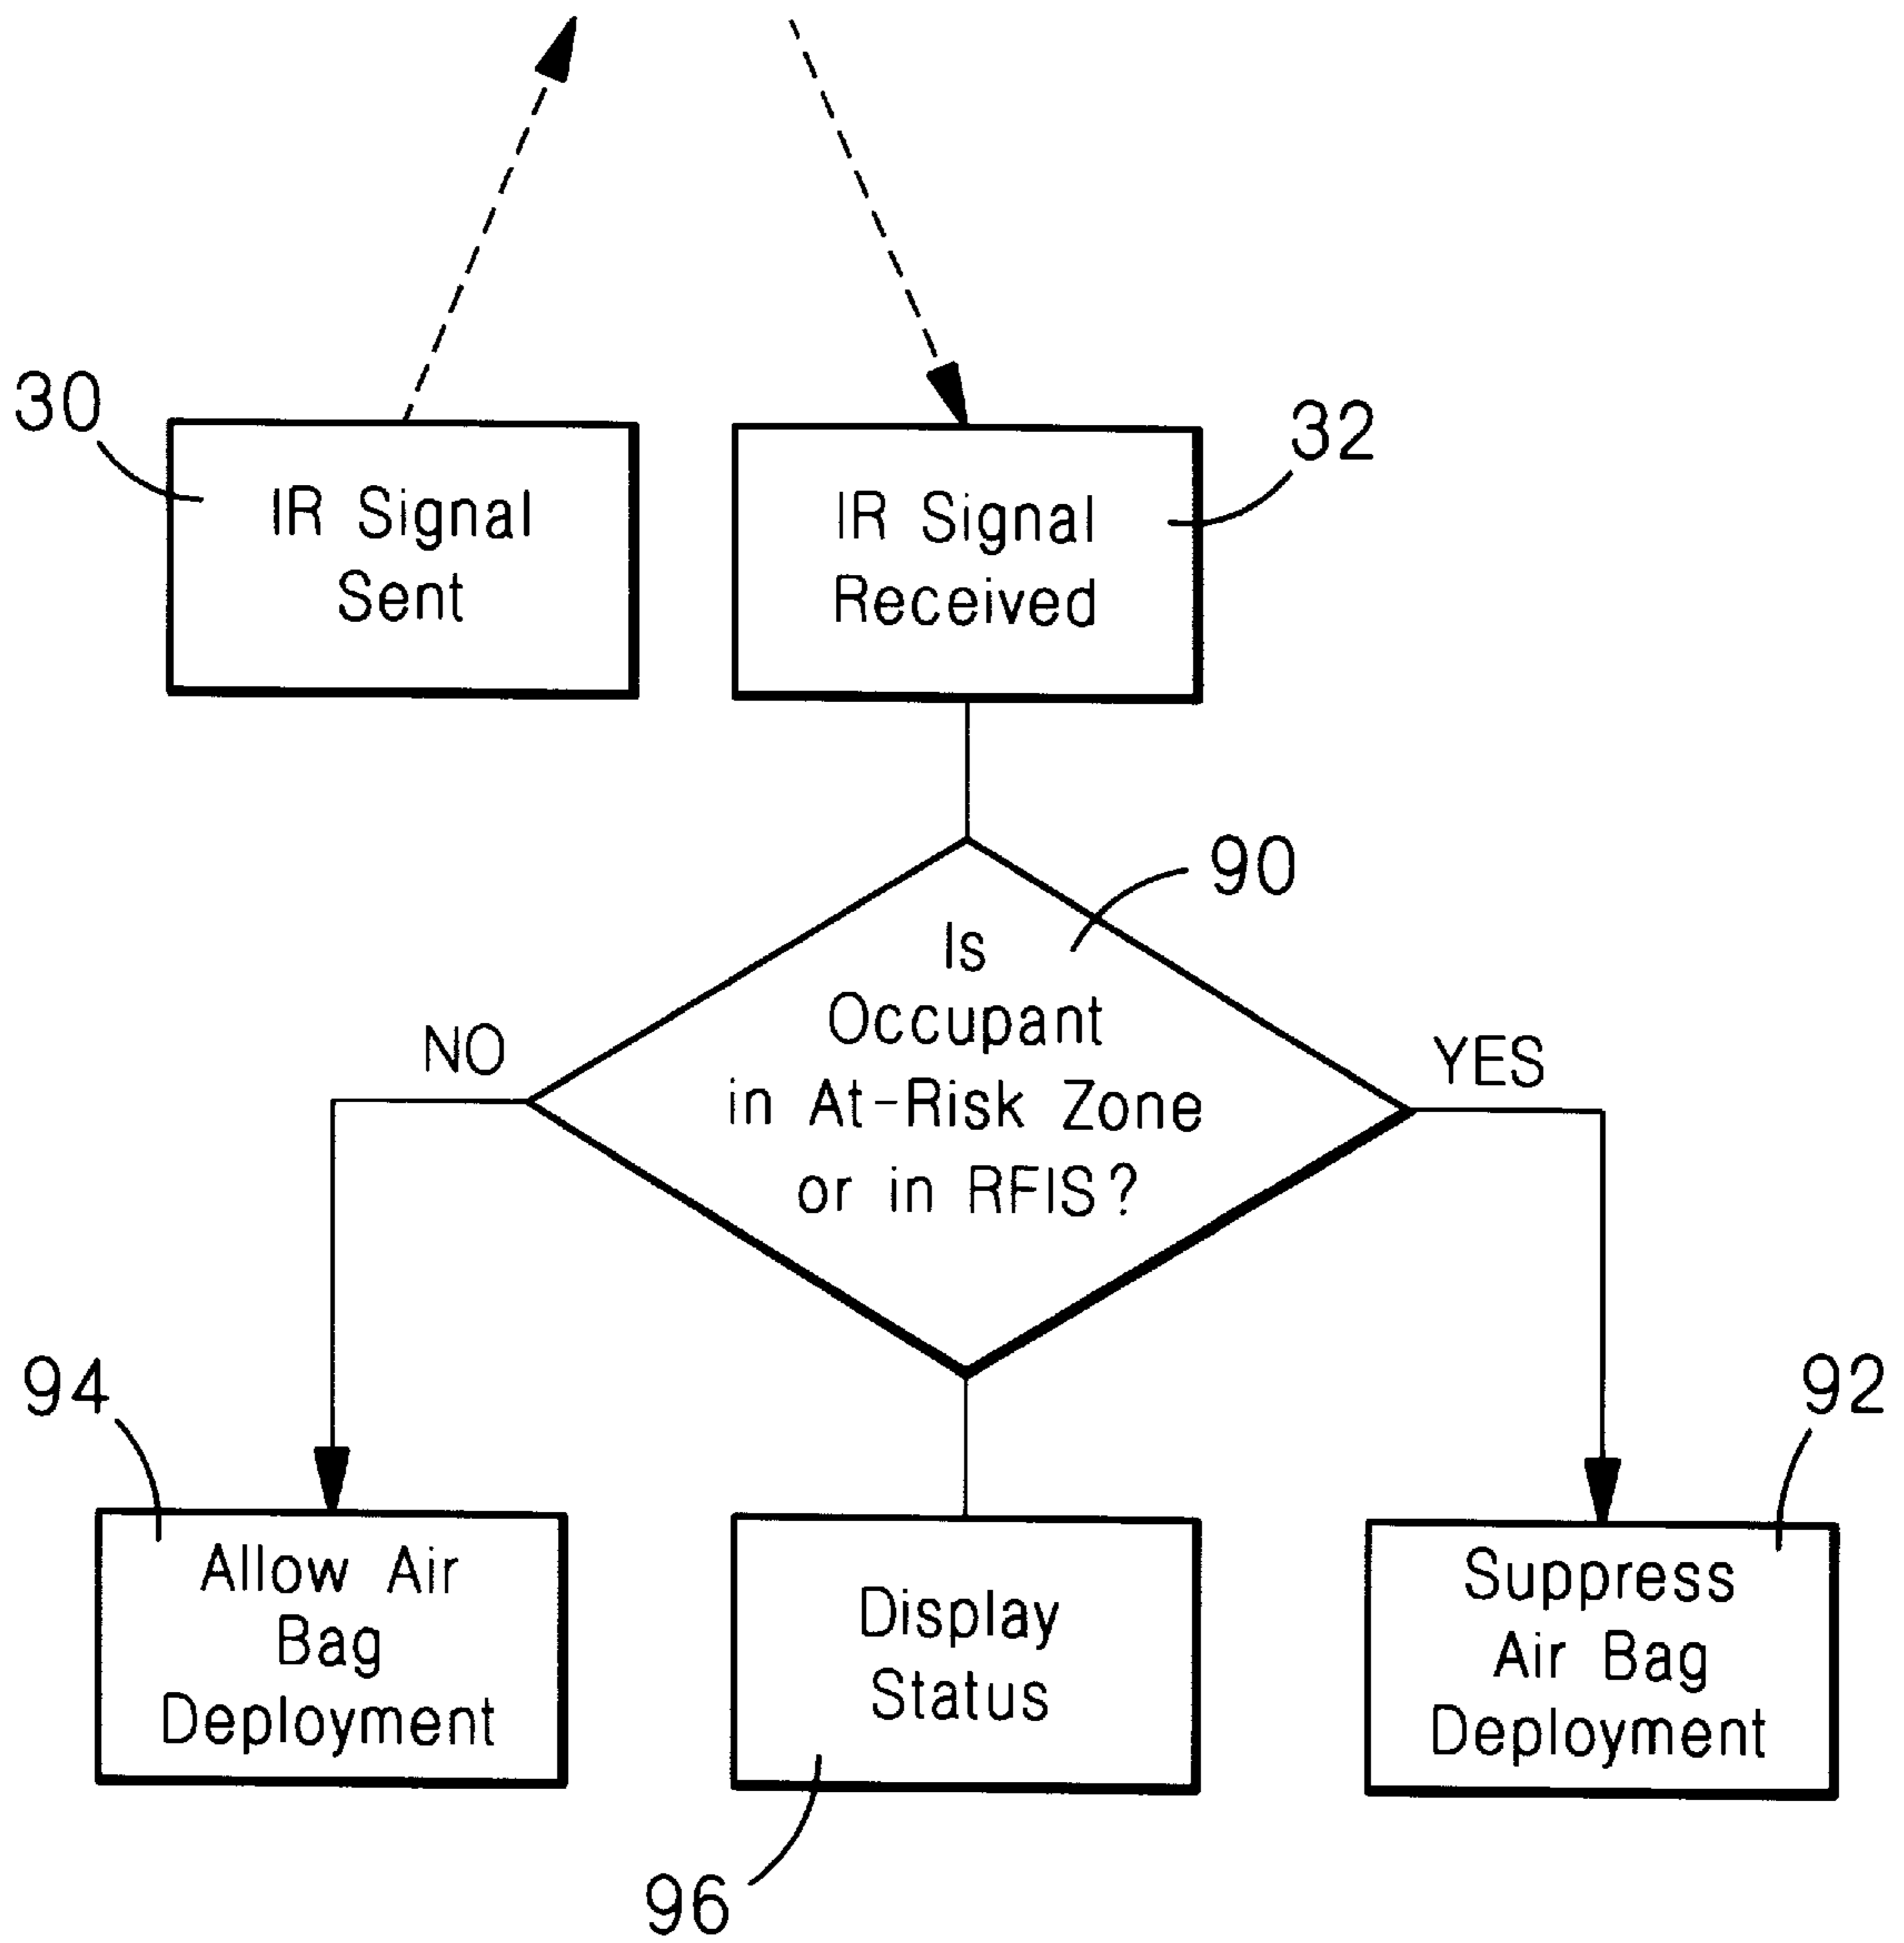 30
IR Signal
Sent
32
IR Signal
Received
90
Is
Occupant
in At-Risk Zone
or in RFIS?
NO
YES
94
Allow Air
Bag
Deployment
96
Display
Status
92
Suppress
Air Bag
Deployment